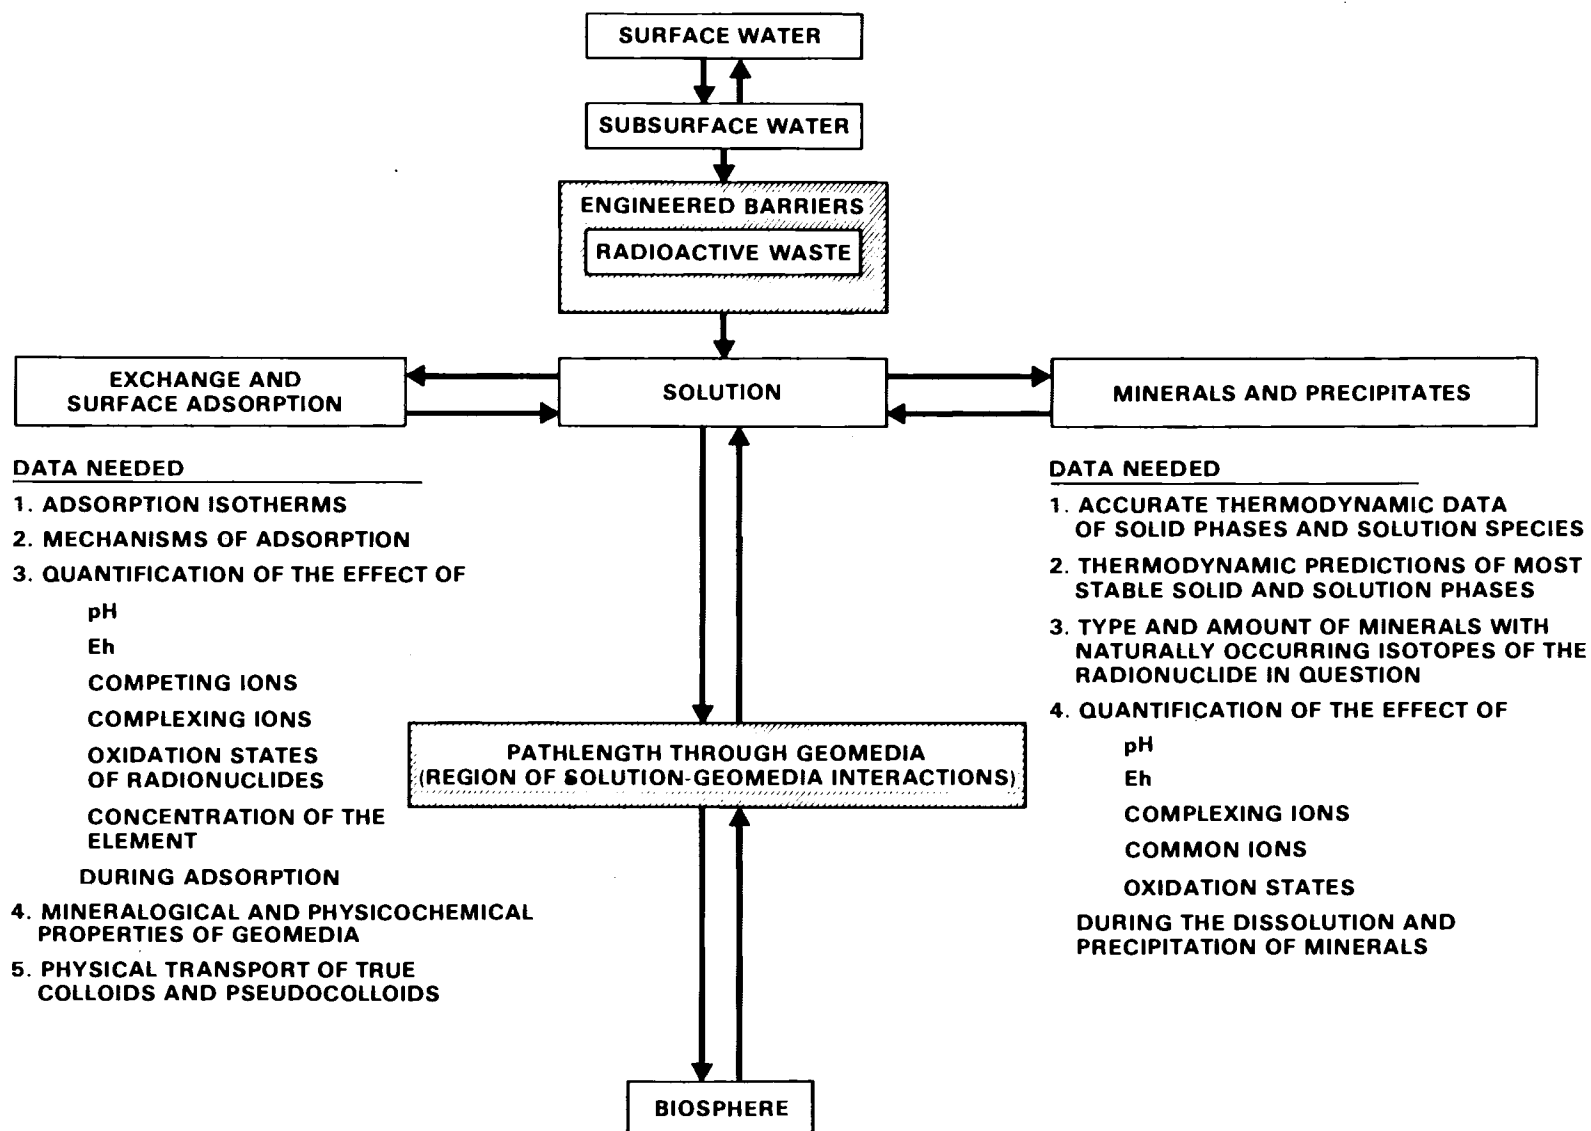 SURFACE WATER
SUBSURFACE WATER
ENGINEERED BARRIERS
RADIOACTIVE WASTE
EXCHANGE AND
SURFACE ADSORPTION
SOLUTION
MINERALS AND PRECIPITATES
DATA NEEDED
1. ADSORPTION ISOTHERMS
2. MECHANISMS OF ADSORPTION
3. QUANTIFICATION OF THE EFFECT OF
pH
Eh
COMPETING IONS
COMPLEXING IONS
OXIDATION STATES
OF RADIONUCLIDES
CONCENTRATION OF THE
ELEMENT
DURING ADSORPTION
4. MINERALOGICAL AND PHYSICOCHEMICAL
PROPERTIES OF GEOMEDIA
5. PHYSICAL TRANSPORT OF TRUE
COLLOIDS AND PSEUDOCOLLOIDS
PATHLENGTH THROUGH GEOMEDIA
(REGION OF SOLUTION-GEOMEDIA INTERACTIONS)
DATA NEEDED
1. ACCURATE THERMODYNAMIC DATA
OF SOLID PHASES AND SOLUTION SPECIES
2. THERMODYNAMIC PREDICTIONS OF MOST
STABLE SOLID AND SOLUTION PHASES
3. TYPE AND AMOUNT OF MINERALS WITH
NATURALLY OCCURRING ISOTOPES OF THE
RADIONUCLIDE IN QUESTION
4. QUANTIFICATION OF THE EFFECT OF
pH
Eh
COMPLEXING IONS
COMMON IONS
OXIDATION STATES
DURING THE DISSOLUTION AND
PRECIPITATION OF MINERALS
BIOSPHERE